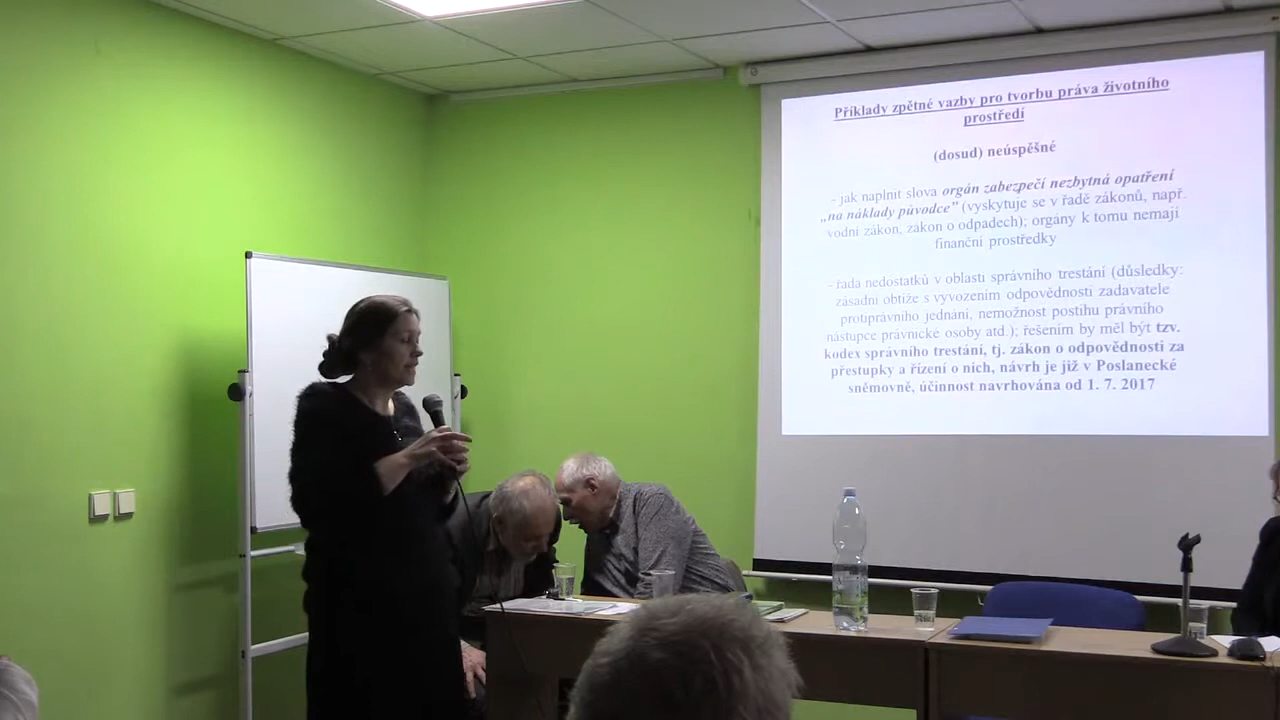 Příklady zpětné vazby pro tvorbu práva životního
prostředí
(dosud) neúspěšné
- jak naplnit slova orgán zabezpečí nezbytná opatření
„na náklady původce" (vyskytuje se v řadě zákonů, např.
vodní zákon, zákon o odpadech); orgány k tomu nemají
finanční prostředky
- řada nedostatků v oblasti správního trestání (důsledky:
zásadní obtíže s vyvozením odpovědnosti zadavatele
protiprávního jednání, nemožnost postihu právního
nástupce právnické osoby atd.); řešením by měl být tzv.
kodex správního trestání, tj. zákon o odpovědnosti za
přestupky a řízení o nich, návrh je již v Poslanecké
sněmovně, účinnost navrhována od 1. 7. 2017